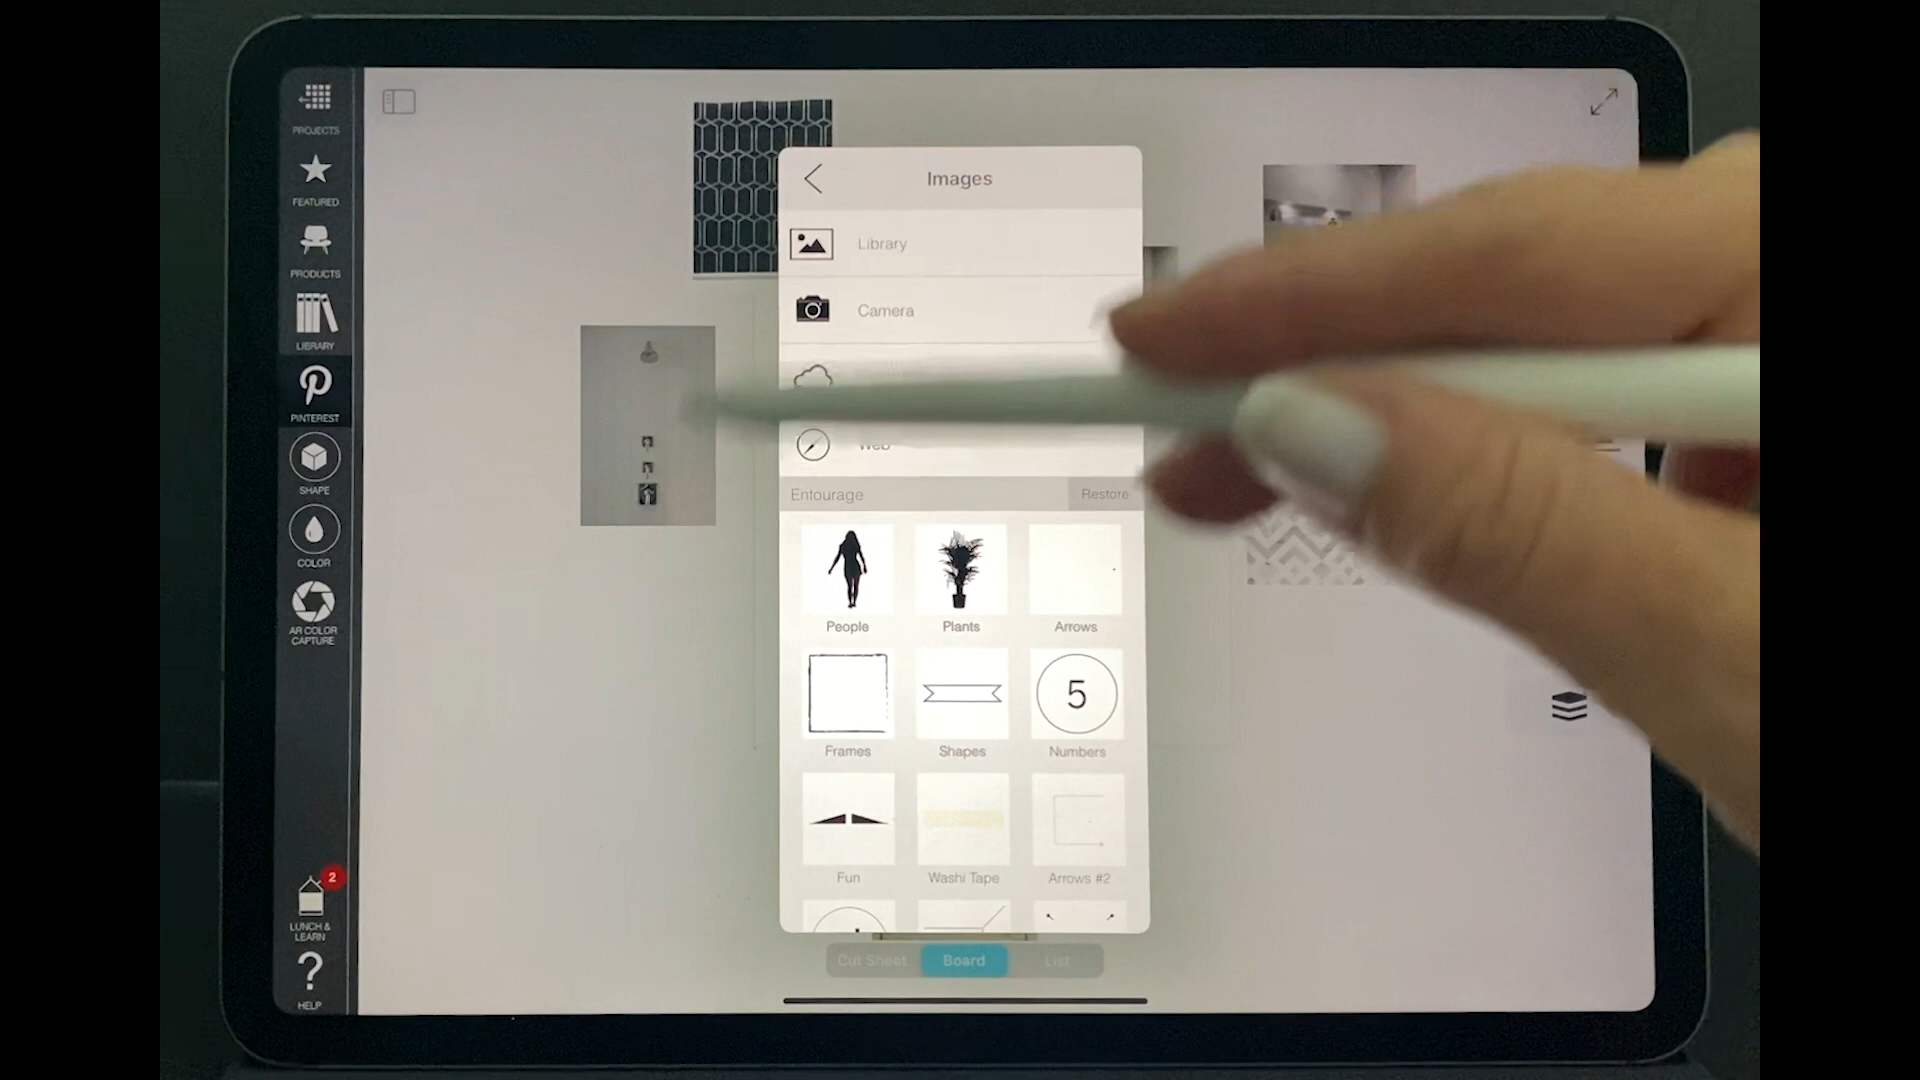 PROJECTS
FEATURED
PRODUCTS
LIBRARY
PINTEREST
SHAPE
COLOR
AR COLOR
CAPTURE
2
LUNCH &
LEARN
HELP
Images
Library
Camera
Web
Entourage
Restore
People
Plants
Arrows
5
Frames
Shapes
Numbers
Fun
Washi Tape
Arrows #2
Cut Sheet
Board
List